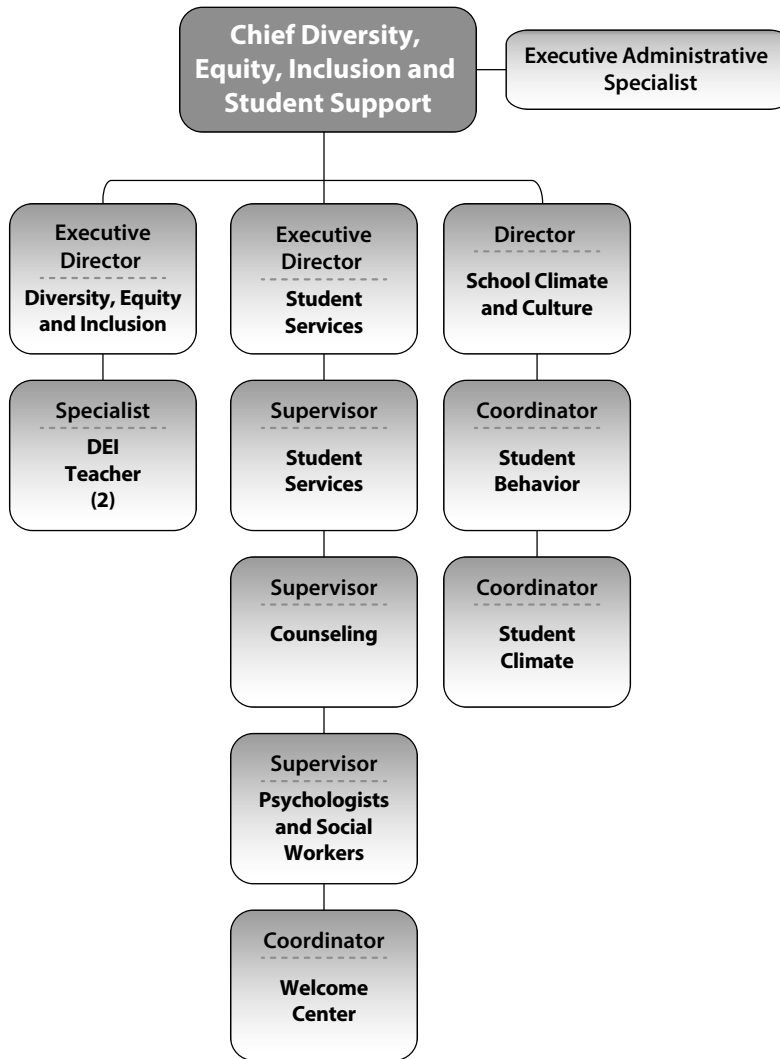 Chief Diversity,
Equity, Inclusion and
Student Support
Executive Administrative
Specialist
Executive
Director
Diversity, Equity
and Inclusion
Executive
Director
Student
Services
Director
School Climate
and Culture
Specialist
DEI
Teacher
(2)
Supervisor
Student
Services
Coordinator
Student
Behavior
Supervisor
Counseling
Coordinator
Student
Climate
Supervisor
Psychologists
and Social
Workers
Coordinator
Welcome
Center